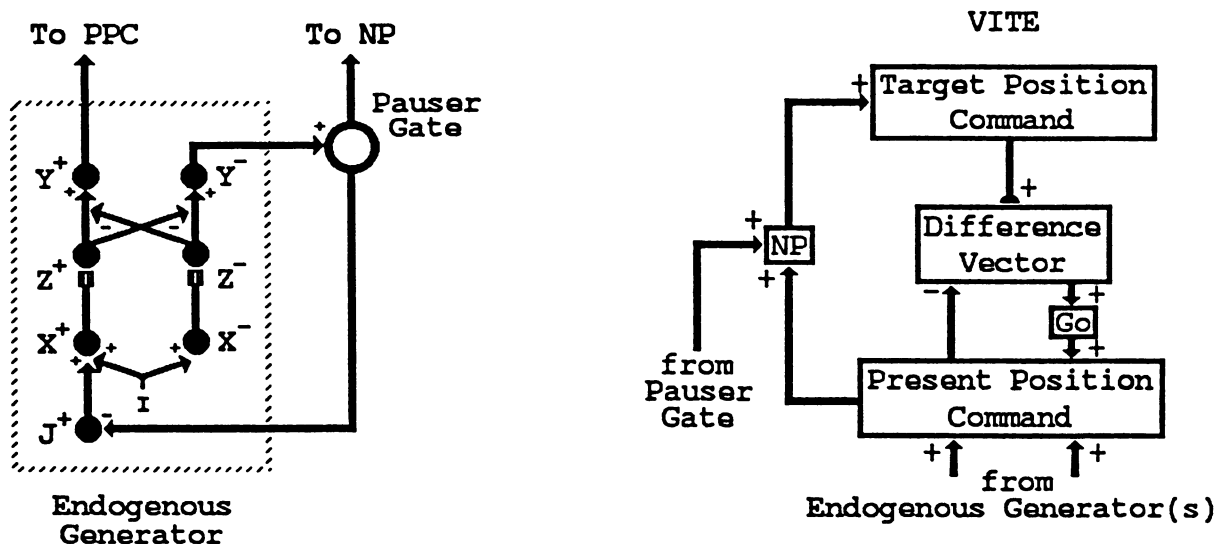 To PPC
To NP
Pauser
Gate
+
Y⁺
Y⁻
+
+
-
-
Z⁺
Z⁻
X⁺
X⁻
+
+
+
I
J⁺
-
Endogenous
Generator
VITE
+
Target Position
Command
+
Difference
Vector
+
NP
+
-
+
Go
+
from
Pauser
Gate
Present Position
Command
+
+
from
Endogenous Generator(s)